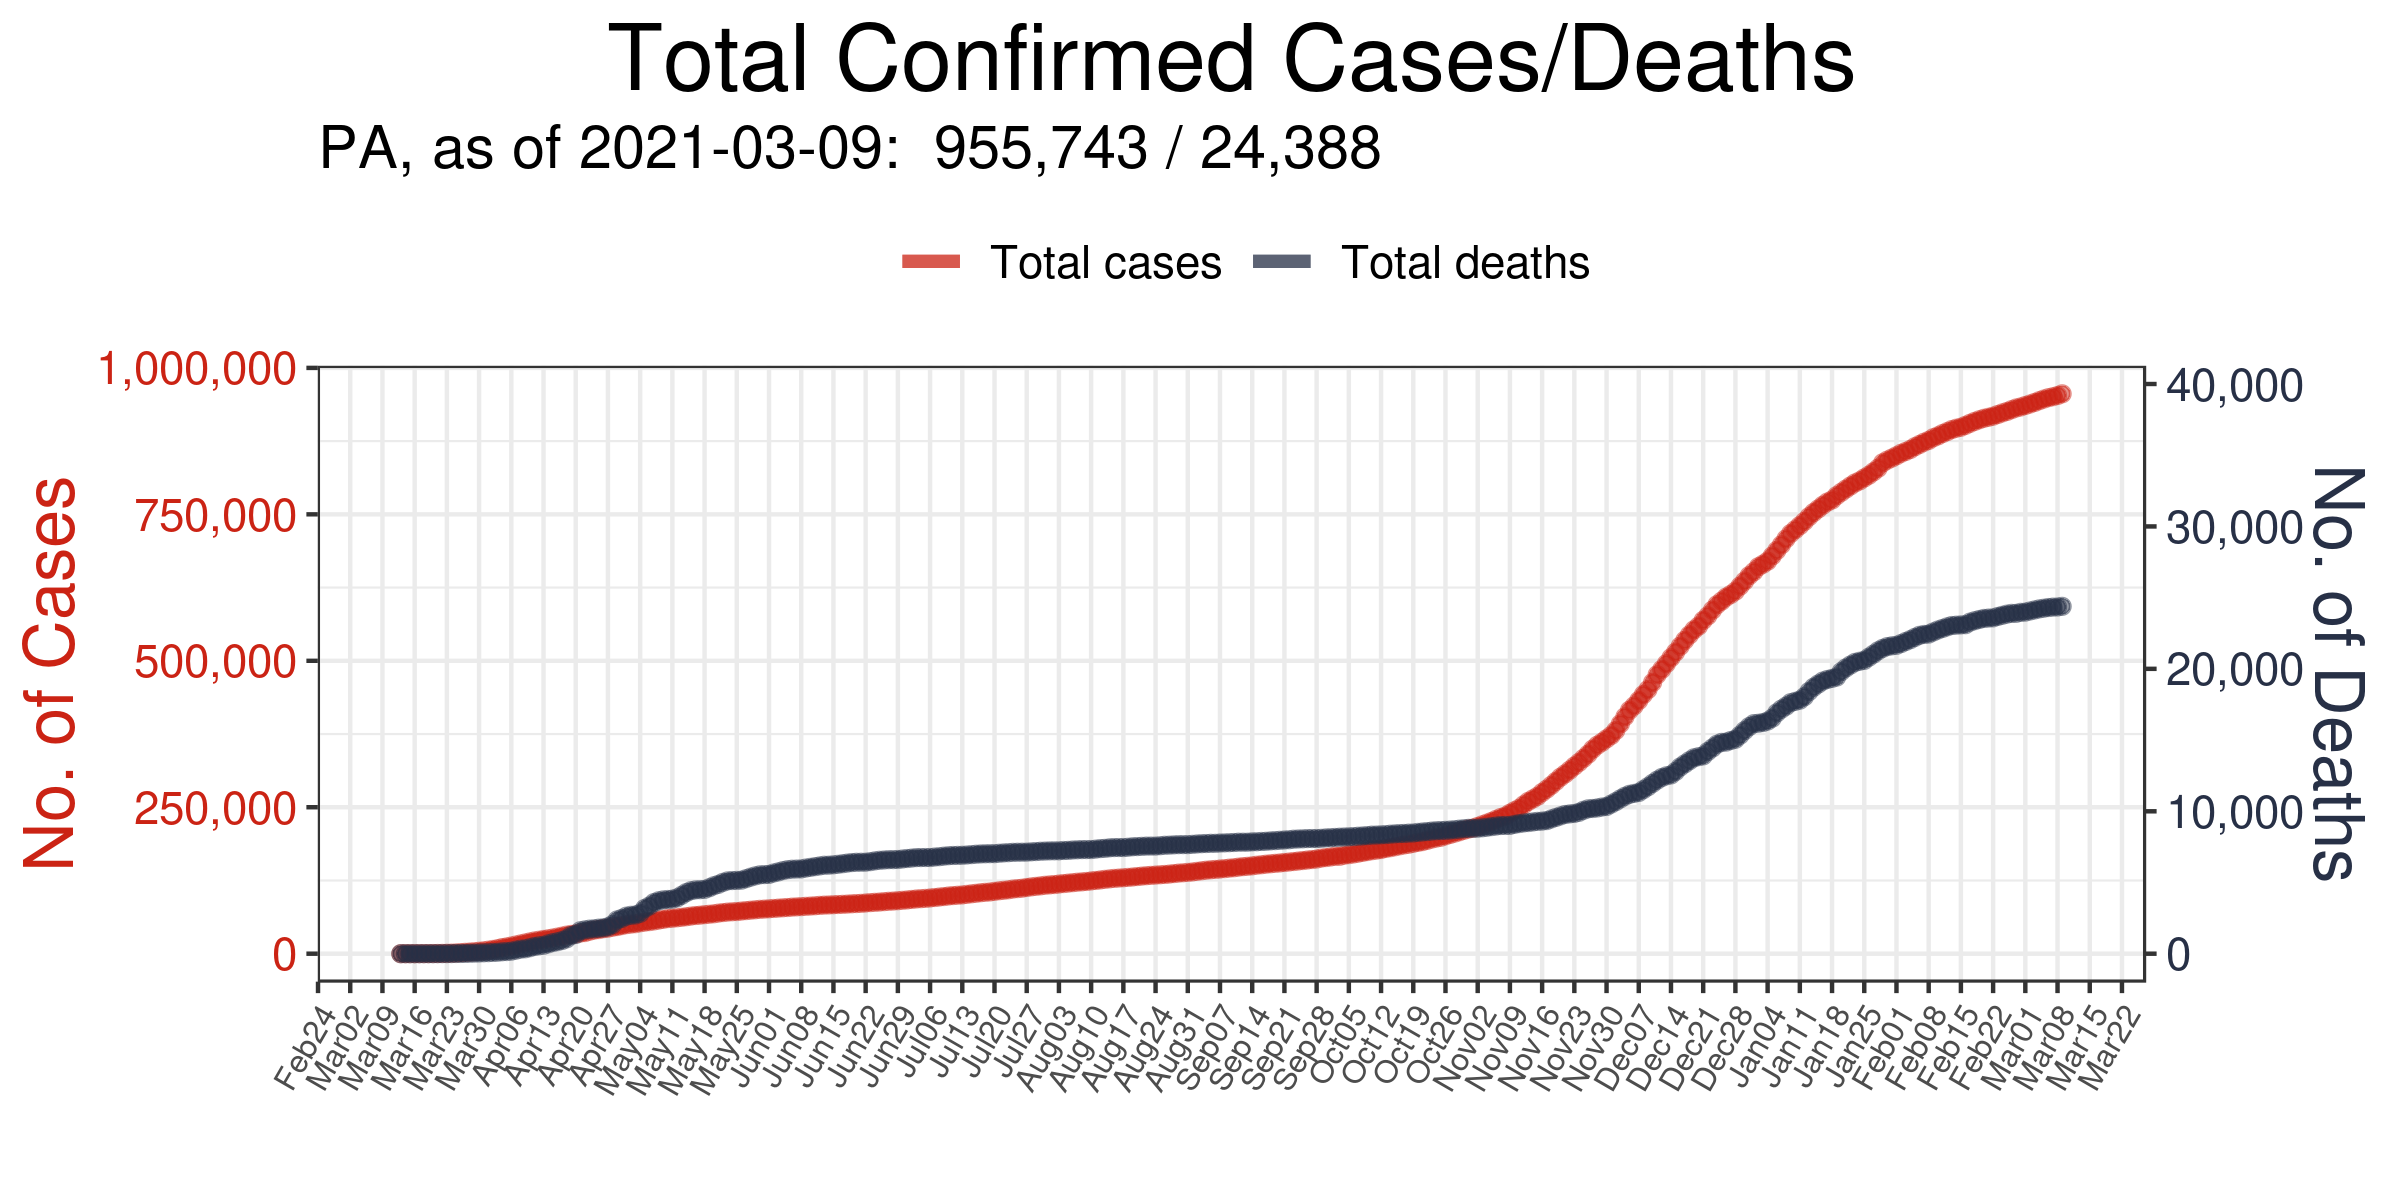 Total Confirmed Cases/Deaths
PA, as of 2021-03-09:  955,743 / 24,388
Total cases
Total deaths
No. of Cases
1,000,000
750,000
500,000
250,000
0
40,000
30,000
20,000
10,000
0
No. of Deaths
Feb24
Mar02
Mar09
Mar16
Mar23
Mar30
Apr06
Apr13
Apr20
Apr27
May04
May11
May18
May25
Jun01
Jun08
Jun15
Jun22
Jun29
Jul06
Jul13
Jul20
Jul27
Aug03
Aug10
Aug17
Aug24
Aug31
Sep07
Sep14
Sep21
Sep28
Oct05
Oct12
Oct19
Oct26
Nov02
Nov09
Nov16
Nov23
Nov30
Dec07
Dec14
Dec21
Dec28
Jan04
Jan11
Jan18
Jan25
Feb01
Feb08
Feb15
Feb22
Mar01
Mar08
Mar15
Mar22